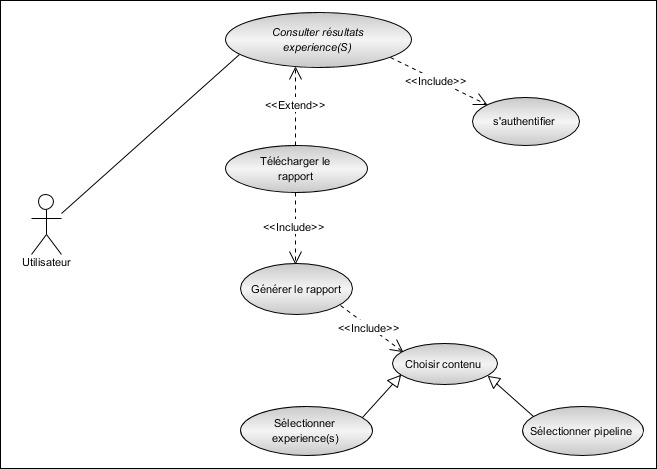 Consulter résultats
experience(S)
<<Include>>
<<Extend>>
s'authentifier
Télécharger le
rapport
<<Include>>
Utilisateur
Générer le rapport
<<Include>>
Choisir contenu
Sélectionner
experience(s)
Sélectionner pipeline